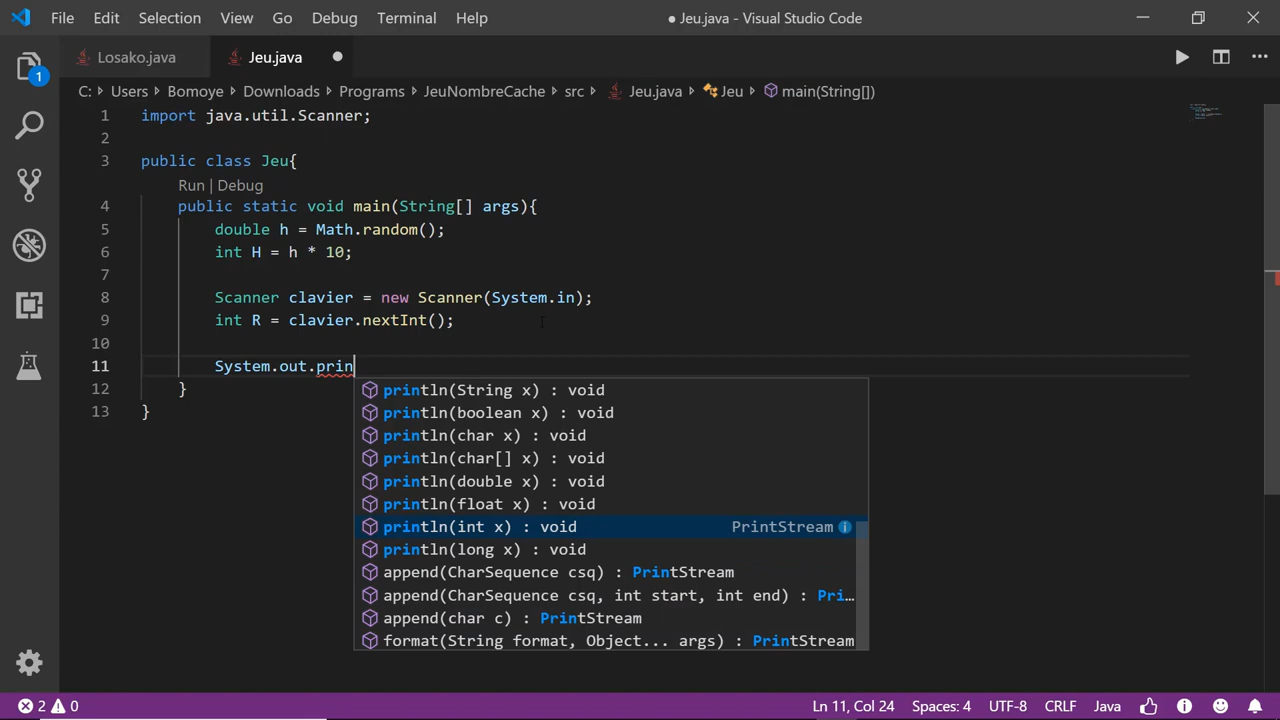 File Edit Selection View Go Debug Terminal Help ● Jeu.java - Visual Studio Code
Losako.java Jeu.java
C: > Users > Bomoye > Downloads > Programs > JeuNombreCache > src > Jeu.java > Jeu > main(String[])
1 import java.util.Scanner;
2
3 public class Jeu{
Run | Debug
4 public static void main(String[] args){
5 double h = Math.random();
6 int H = h * 10;
7
8 Scanner clavier = new Scanner(System.in);
9 int R = clavier.nextInt();
10
11 System.out.prin
println(String x) : void
12 }
println(boolean x) : void
13 }
println(char x) : void
println(char[] x) : void
println(double x) : void
println(float x) : void
println(int x) : void PrintStream
println(long x) : void
append(CharSequence csq) : PrintStream
append(CharSequence csq, int start, int end) : Pri…
append(char c) : PrintStream
format(String format, Object... args) : PrintStream
1
2 0 Ln 11, Col 24 Spaces: 4 UTF-8 CRLF Java